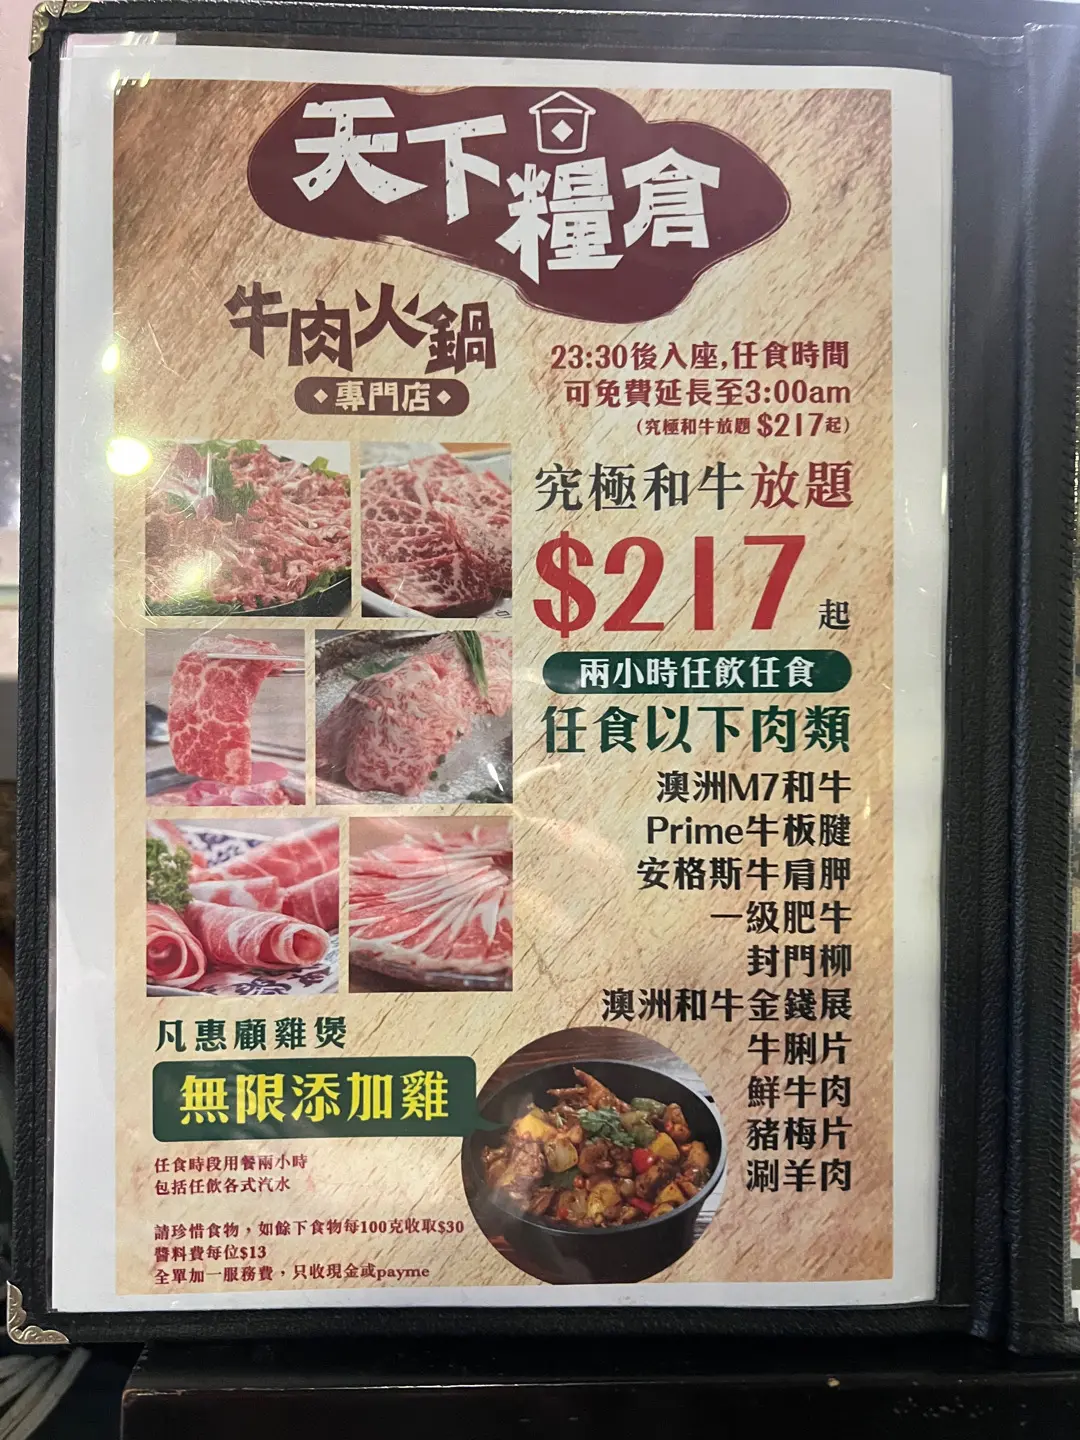 天下糧倉
牛肉火鍋
專門店
23:30後入座,任食時間
可免費延長至3:00am
(究極和牛放題 $217起)
究極和牛放題
$217起
兩小時任飲任食
任食以下肉類
澳洲M7和牛
Prime牛板腱
安格斯牛肩胛
一級肥牛
封門柳
澳洲和牛金錢展
牛脷片
鮮牛肉
豬梅片
涮羊肉
凡惠顧雞煲
無限添加雞
任食時段用餐兩小時
包括任飲各式汽水
請珍惜食物，如餘下食物每100克收取$30
醬料費每位$13
全單加一服務費，只收現金或payme